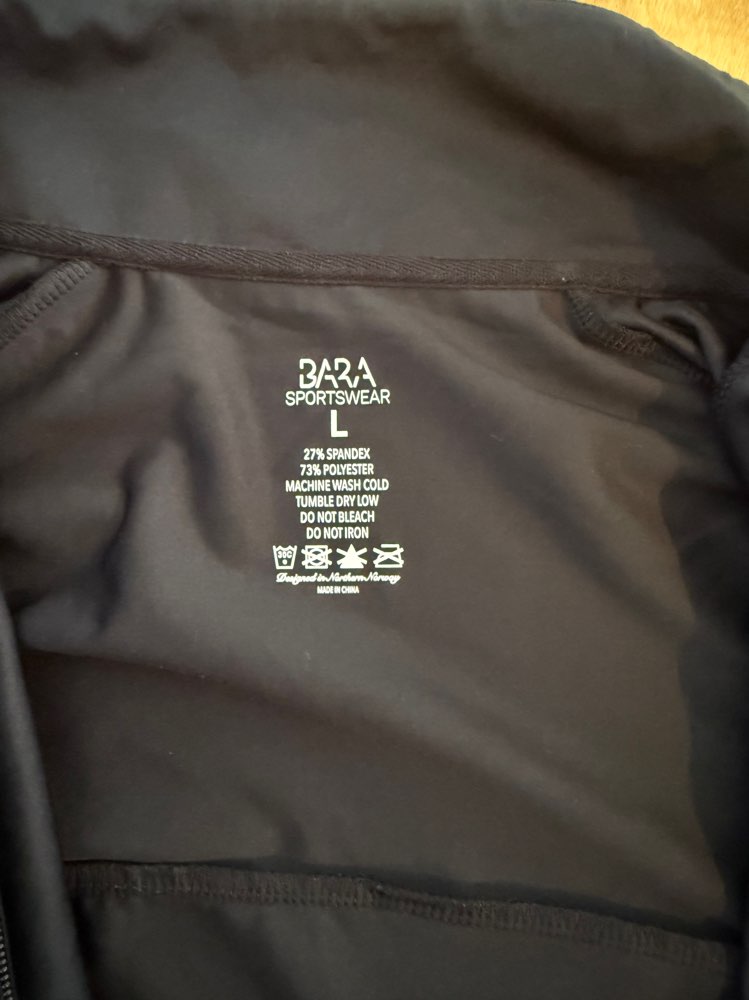 BARA
SPORTSWEAR
L
27% SPANDEX
73% POLYESTER
MACHINE WASH COLD
TUMBLE DRY LOW
DO NOT BLEACH
DO NOT IRON
30C
Designed in Northern Norway
MADE IN CHINA